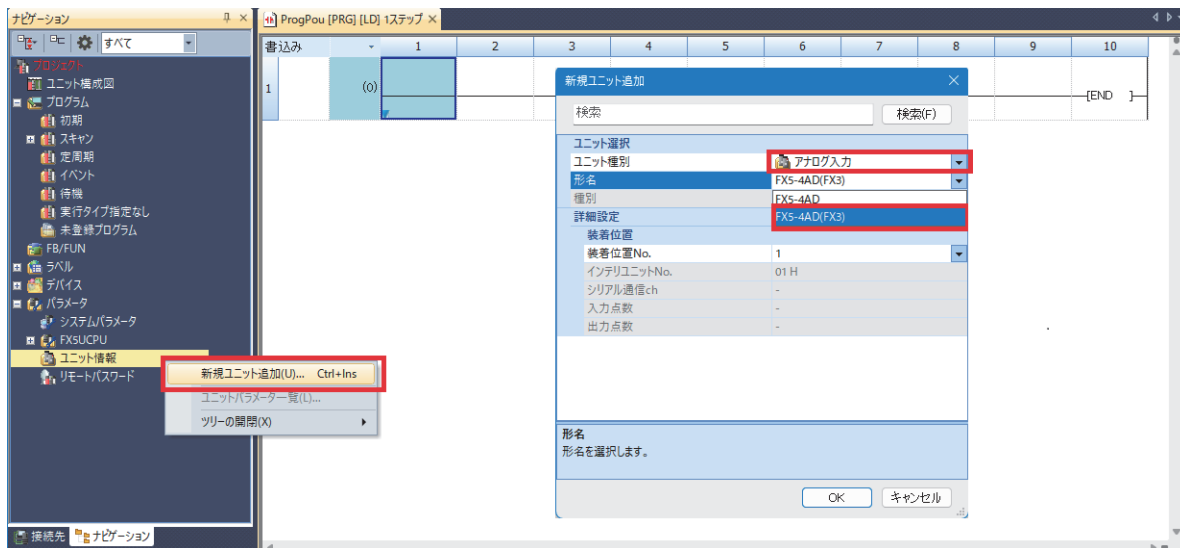 ナビゲーション
ProgPou [PRG] [LD] 1ステップ
すべて
書込み 1 2 3 4 5 6 7 8 9 10
1 (0) [END ]
プロジェクト
ユニット構成図
プログラム
初期
スキャン
定周期
イベント
待機
実行タイプ指定なし
未登録プログラム
FB/FUN
ラベル
デバイス
パラメータ
システムパラメータ
FX5UCPU
ユニット情報
リモートパスワード
新規ユニット追加(U)... Ctrl+Ins
ユニットパラメーター覧(L)...
ツリーの開閉(X)
接続先 ナビゲーション
新規ユニット追加
検索 検索(F)
ユニット選択
ユニット種別 アナログ入力
形名 FX5-4AD(FX3)
種別 FX5-4AD
詳細設定 FX5-4AD(FX3)
装着位置
装着位置No. 1
インテリユニットNo. 01 H
シリアル通信ch -
入力点数 -
出力点数 -
形名
形名を選択します。
OK キャンセル